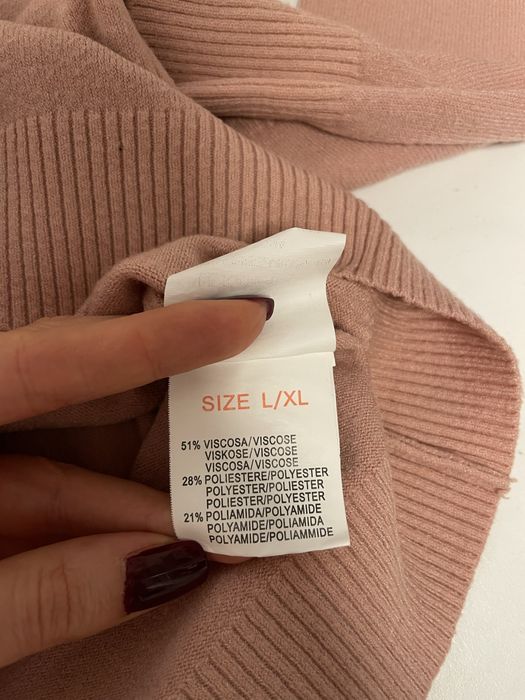 SIZE L/XL
51% VISCOSA/VISCOSE
VISKOSE/VISCOSE
VISCOSA/VISCOSE
28% POLIESTERE/POLYESTER
POLYESTER/POLIESTER
POLIESTER/POLYESTER
21% POLIAMIDA/POLYAMIDE
POLYAMIDE/POLIAMIDA
POLYAMIDE/POLIAMMIDE